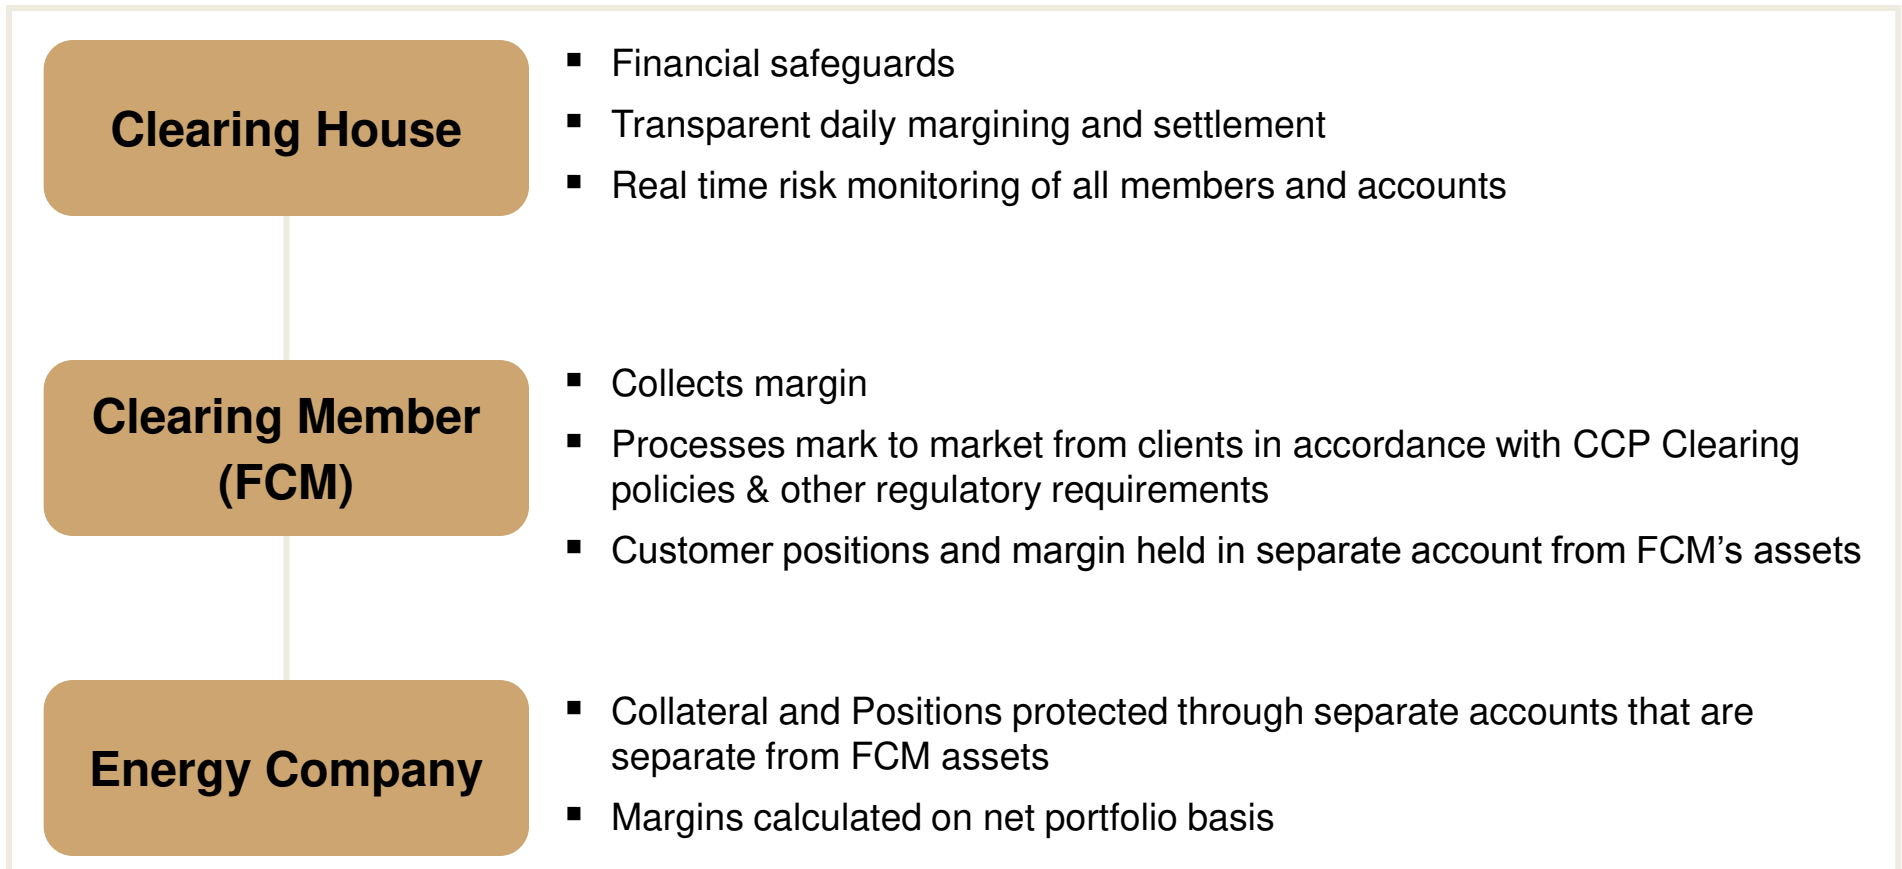 Clearing House
▪ Financial safeguards
▪ Transparent daily margining and settlement
▪ Real time risk monitoring of all members and accounts
Clearing Member
(FCM)
▪ Collects margin
▪ Processes mark to market from clients in accordance with CCP Clearing
policies & other regulatory requirements
▪ Customer positions and margin held in separate account from FCM’s assets
Energy Company
▪ Collateral and Positions protected through separate accounts that are
separate from FCM assets
▪ Margins calculated on net portfolio basis